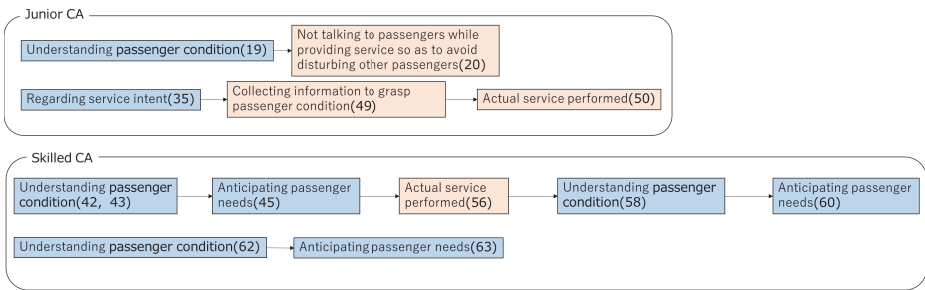 Junior CA
Understanding passenger condition(19)
Not talking to passengers while
providing service so as to avoid
disturbing other passengers(20)
Regarding service intent(35)
Collecting information to grasp
passenger condition(49)
Actual service performed(50)
Skilled CA
Understanding passenger
condition(42, 43)
Anticipating passenger
needs(45)
Actual service
performed(56)
Understanding passenger
condition(58)
Anticipating passenger
needs(60)
Understanding passenger condition(62)
Anticipating passenger needs(63)